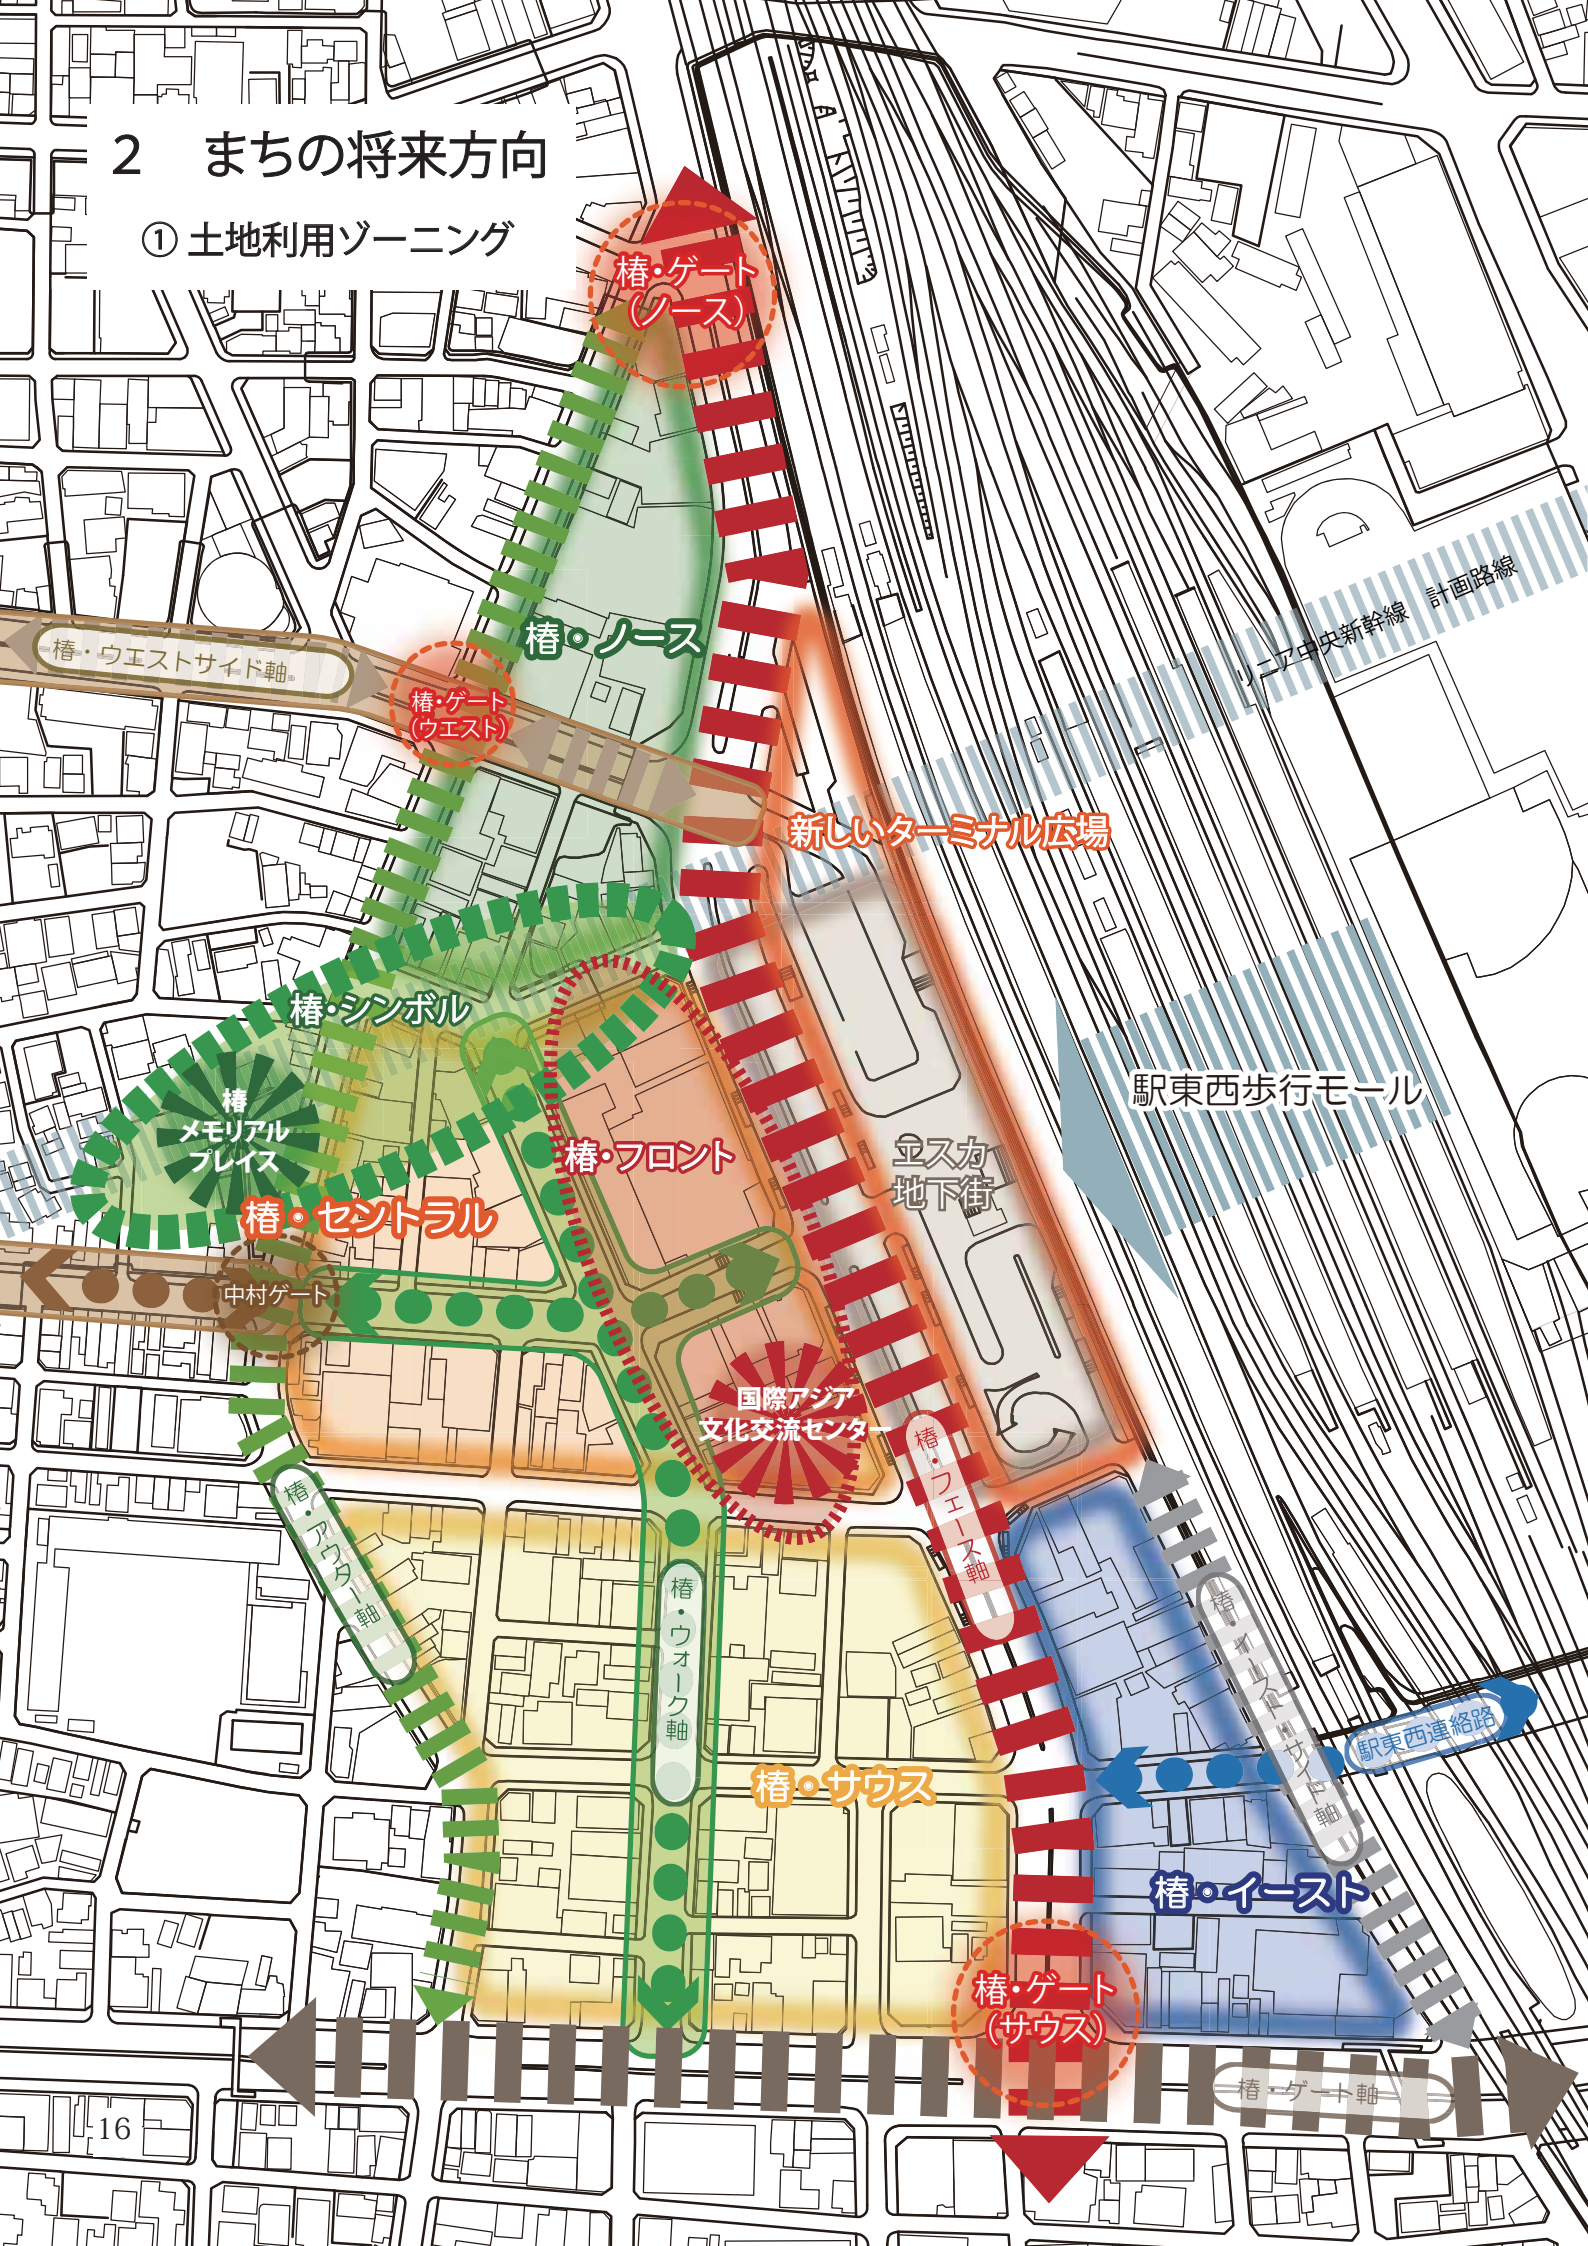 2　まちの将来方向
① 土地利用ゾーニング
椿・ゲート
（ノース）
リニア中央新幹線　計画路線
椿・ノース
椿・ウエストサイド軸
椿・ゲート
（ウエスト）
新しいターミナル広場
椿・シンボル
椿
メモリアル
プレイス
駅東西歩行モール
椿・フロント
エスカ
地下街
椿・セントラル
中村ゲート
国際アジア
文化交流センター
椿・フェース軸
椿・アウター軸
椿・ウォーク軸
椿・イースト・サイド軸
駅東西連絡路
椿・サウス
椿・イースト
椿・ゲート
（サウス）
椿・ゲート軸
16